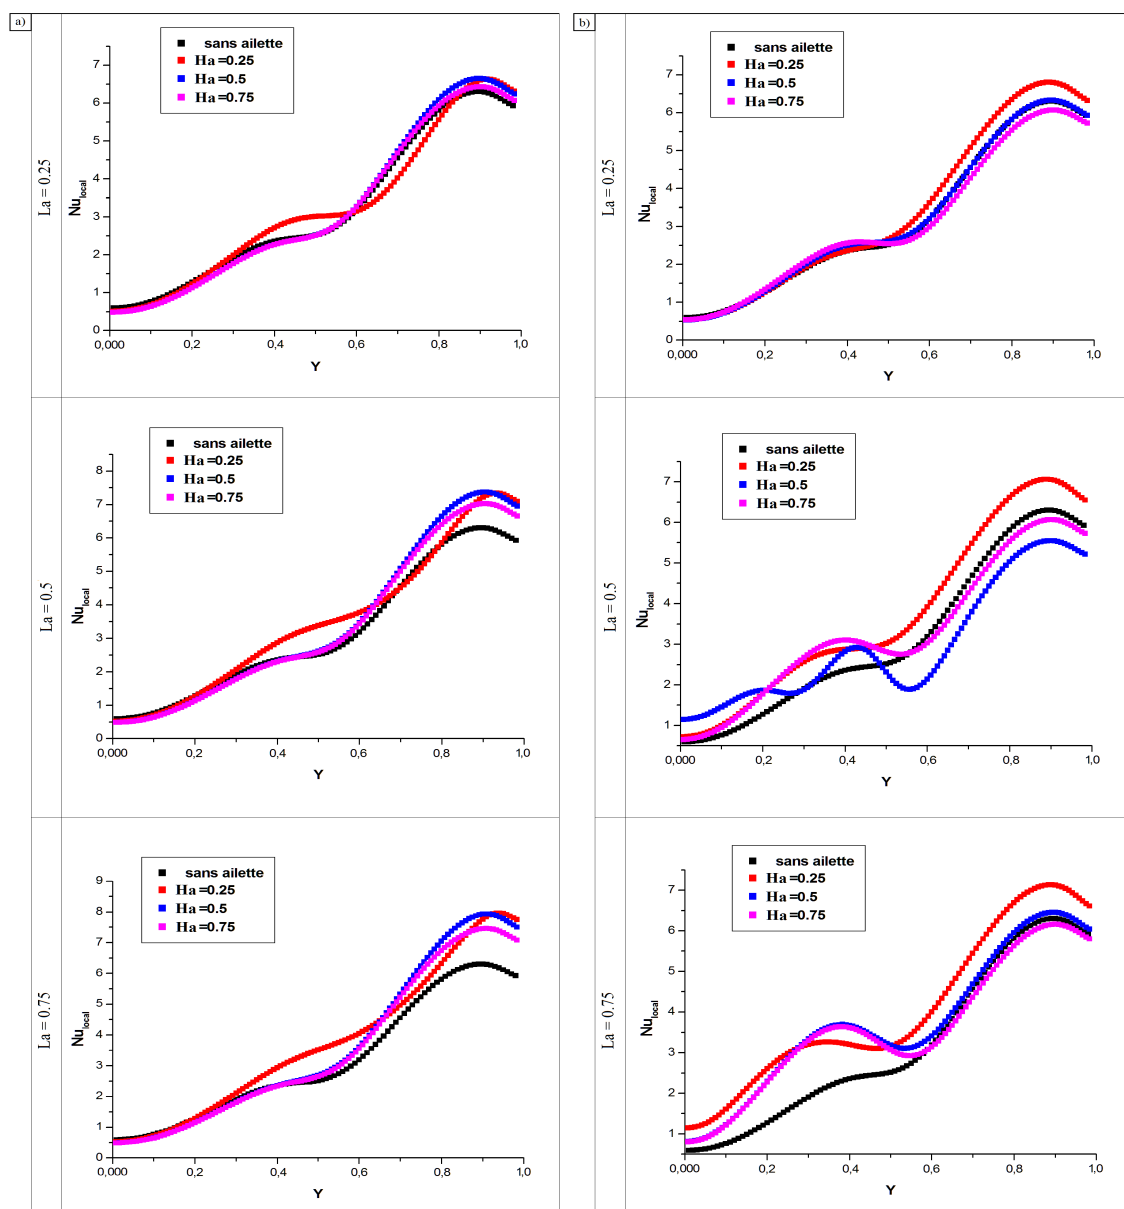 a)
La = 0.25
sans ailette
Ha=0.25
Ha=0.5
Ha=0.75
Nu_local
7
6
5
4
3
2
1
0
0,000 0,2 0,4 0,6 0,8 1,0
Y
b)
La = 0.25
sans ailette
Ha=0.25
Ha=0.5
Ha=0.75
Nu_local
7
6
5
4
3
2
1
0,000 0,2 0,4 0,6 0,8 1,0
Y
La = 0.5
sans ailette
Ha=0.25
Ha=0.5
Ha=0.75
Nu_local
8
7
6
5
4
3
2
1
0
0,000 0,2 0,4 0,6 0,8 1,0
Y
La = 0.5
sans ailette
Ha=0.25
Ha=0.5
Ha=0.75
Nu_local
7
6
5
4
3
2
1
0,000 0,2 0,4 0,6 0,8 1,0
Y
La = 0.75
sans ailette
Ha=0.25
Ha=0.5
Ha=0.75
Nu_local
9
8
7
6
5
4
3
2
1
0
0,000 0,2 0,4 0,6 0,8 1,0
Y
La = 0.75
sans ailette
Ha=0.25
Ha=0.5
Ha=0.75
Nu_local
7
6
5
4
3
2
1
0,000 0,2 0,4 0,6 0,8 1,0
Y